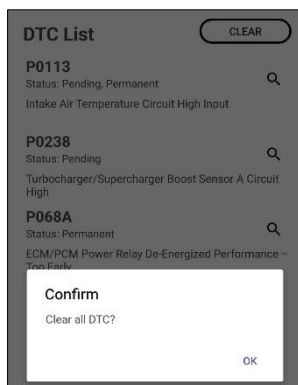 DTC List
CLEAR
P0113
Status: Pending, Permanent
Intake Air Temperature Circuit High Input
P0238
Status: Pending
Turbocharger/Supercharger Boost Sensor A Circuit
High
P068A
Status: Permanent
ECM/PCM Power Relay De-Energized Performance –
Too Early
Confirm
Clear all DTC?
OK